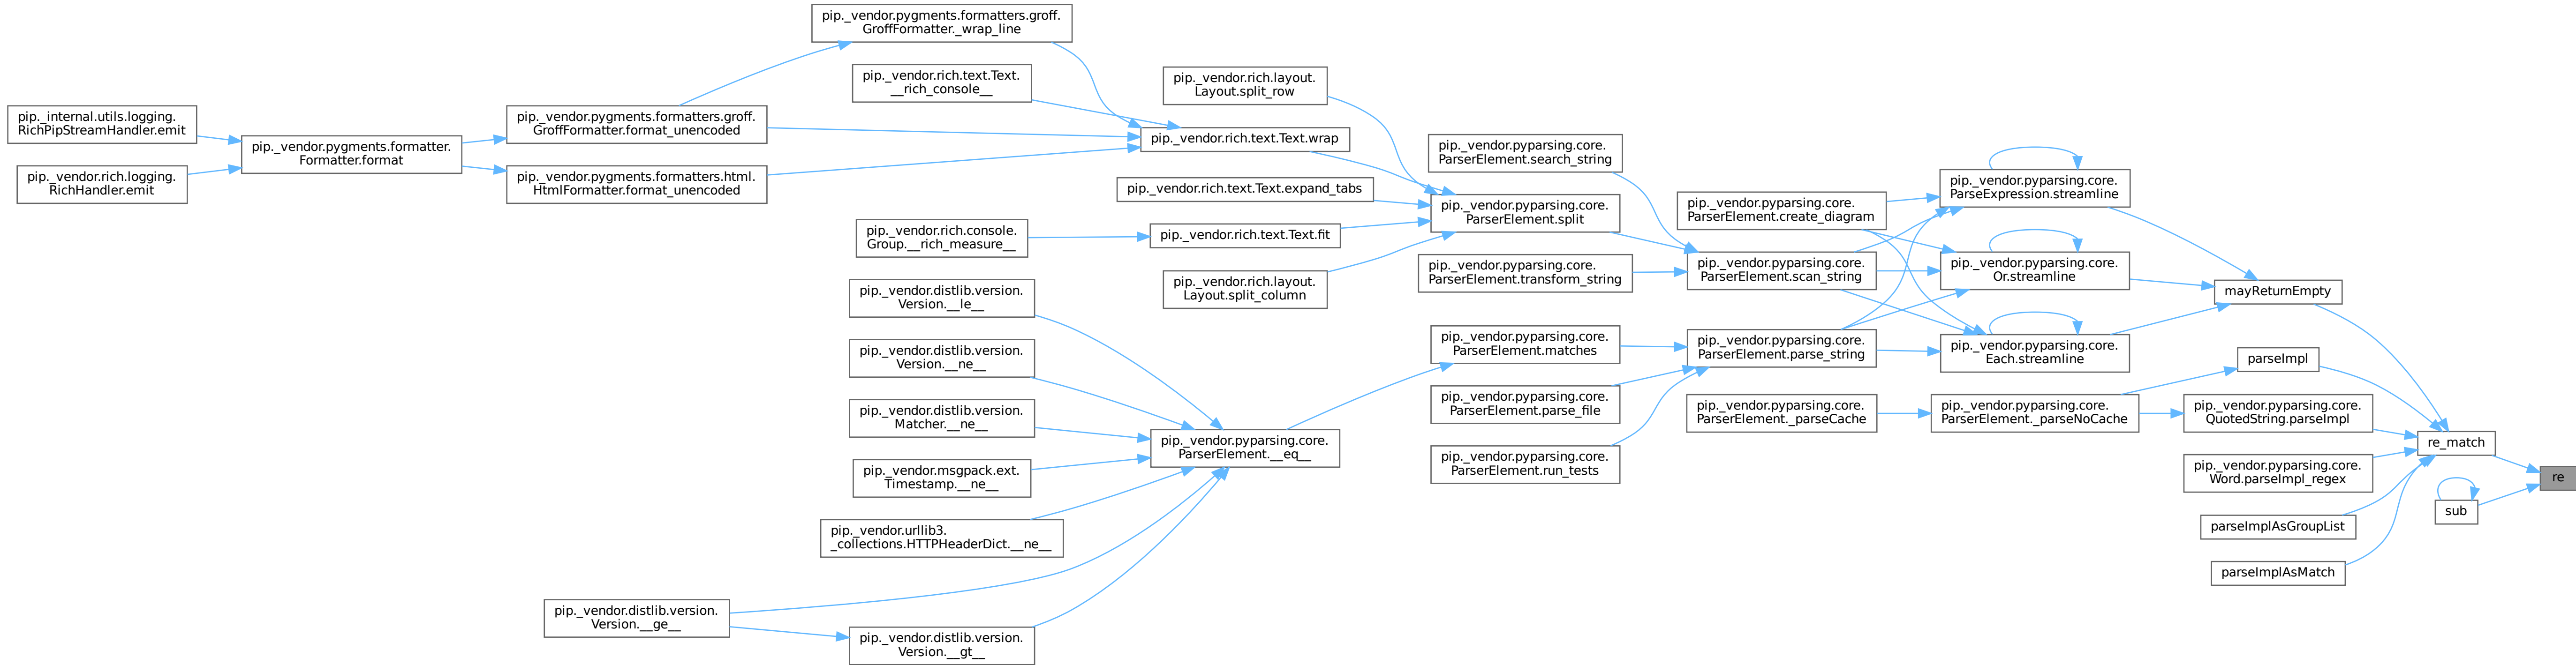 pip._vendor.pygments.formatters.groff.
GroffFormatter._wrap_line
pip._vendor.rich.text.Text.
__rich_console__
pip._internal.utils.logging.
RichPipStreamHandler.emit
pip._vendor.rich.logging.
RichHandler.emit
pip._vendor.pygments.formatter.
Formatter.format
pip._vendor.pygments.formatters.groff.
GroffFormatter.format_unencoded
pip._vendor.pygments.formatters.html.
HtmlFormatter.format_unencoded
pip._vendor.rich.layout.
Layout.split_row
pip._vendor.rich.text.Text.wrap
pip._vendor.rich.text.Text.expand_tabs
pip._vendor.rich.console.
Group.__rich_measure__
pip._vendor.rich.text.Text.fit
pip._vendor.rich.layout.
Layout.split_column
pip._vendor.distlib.version.
Version.__le__
pip._vendor.distlib.version.
Version.__ne__
pip._vendor.distlib.version.
Matcher.__ne__
pip._vendor.msgpack.ext.
Timestamp.__ne__
pip._vendor.urllib3.
_collections.HTTPHeaderDict.__ne__
pip._vendor.distlib.version.
Version.__ge__
pip._vendor.distlib.version.
Version.__gt__
pip._vendor.pyparsing.core.
ParserElement.__eq__
pip._vendor.pyparsing.core.
ParserElement.search_string
pip._vendor.pyparsing.core.
ParserElement.split
pip._vendor.pyparsing.core.
ParserElement.transform_string
pip._vendor.pyparsing.core.
ParserElement.matches
pip._vendor.pyparsing.core.
ParserElement.parse_file
pip._vendor.pyparsing.core.
ParserElement.run_tests
pip._vendor.pyparsing.core.
ParserElement.scan_string
pip._vendor.pyparsing.core.
ParserElement.parse_string
pip._vendor.pyparsing.core.
ParserElement._parseCache
pip._vendor.pyparsing.core.
ParserElement.create_diagram
pip._vendor.pyparsing.core.
ParseExpression.streamline
pip._vendor.pyparsing.core.
Or.streamline
pip._vendor.pyparsing.core.
Each.streamline
pip._vendor.pyparsing.core.
ParserElement._parseNoCache
mayReturnEmpty
parseImpl
pip._vendor.pyparsing.core.
QuotedString.parseImpl
pip._vendor.pyparsing.core.
Word.parseImpl_regex
parseImplAsGroupList
parseImplAsMatch
re_match
sub
re